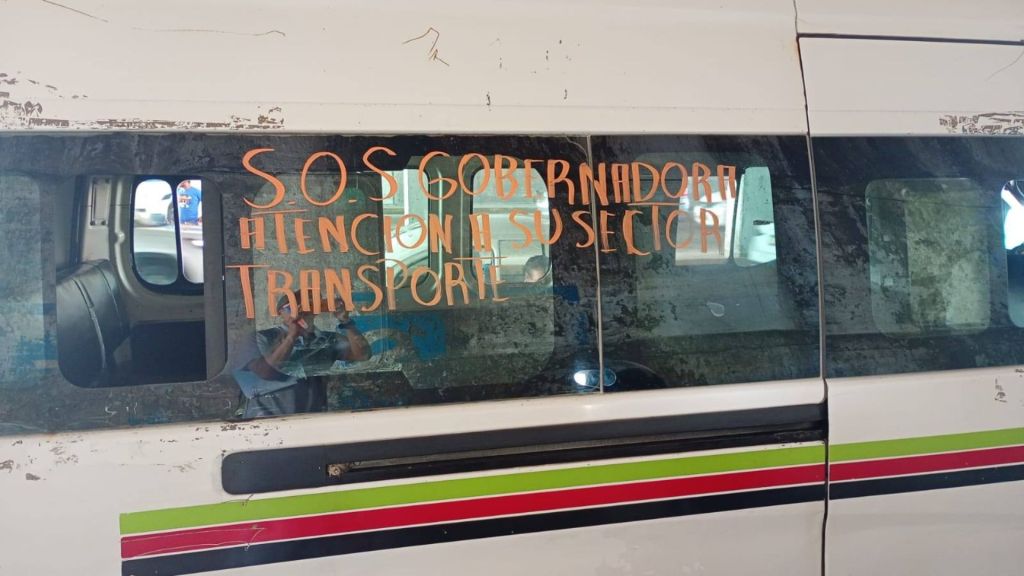 S.O.S GOBERNADORA
ATENCION A SU SECTOR
TRANSPORTE